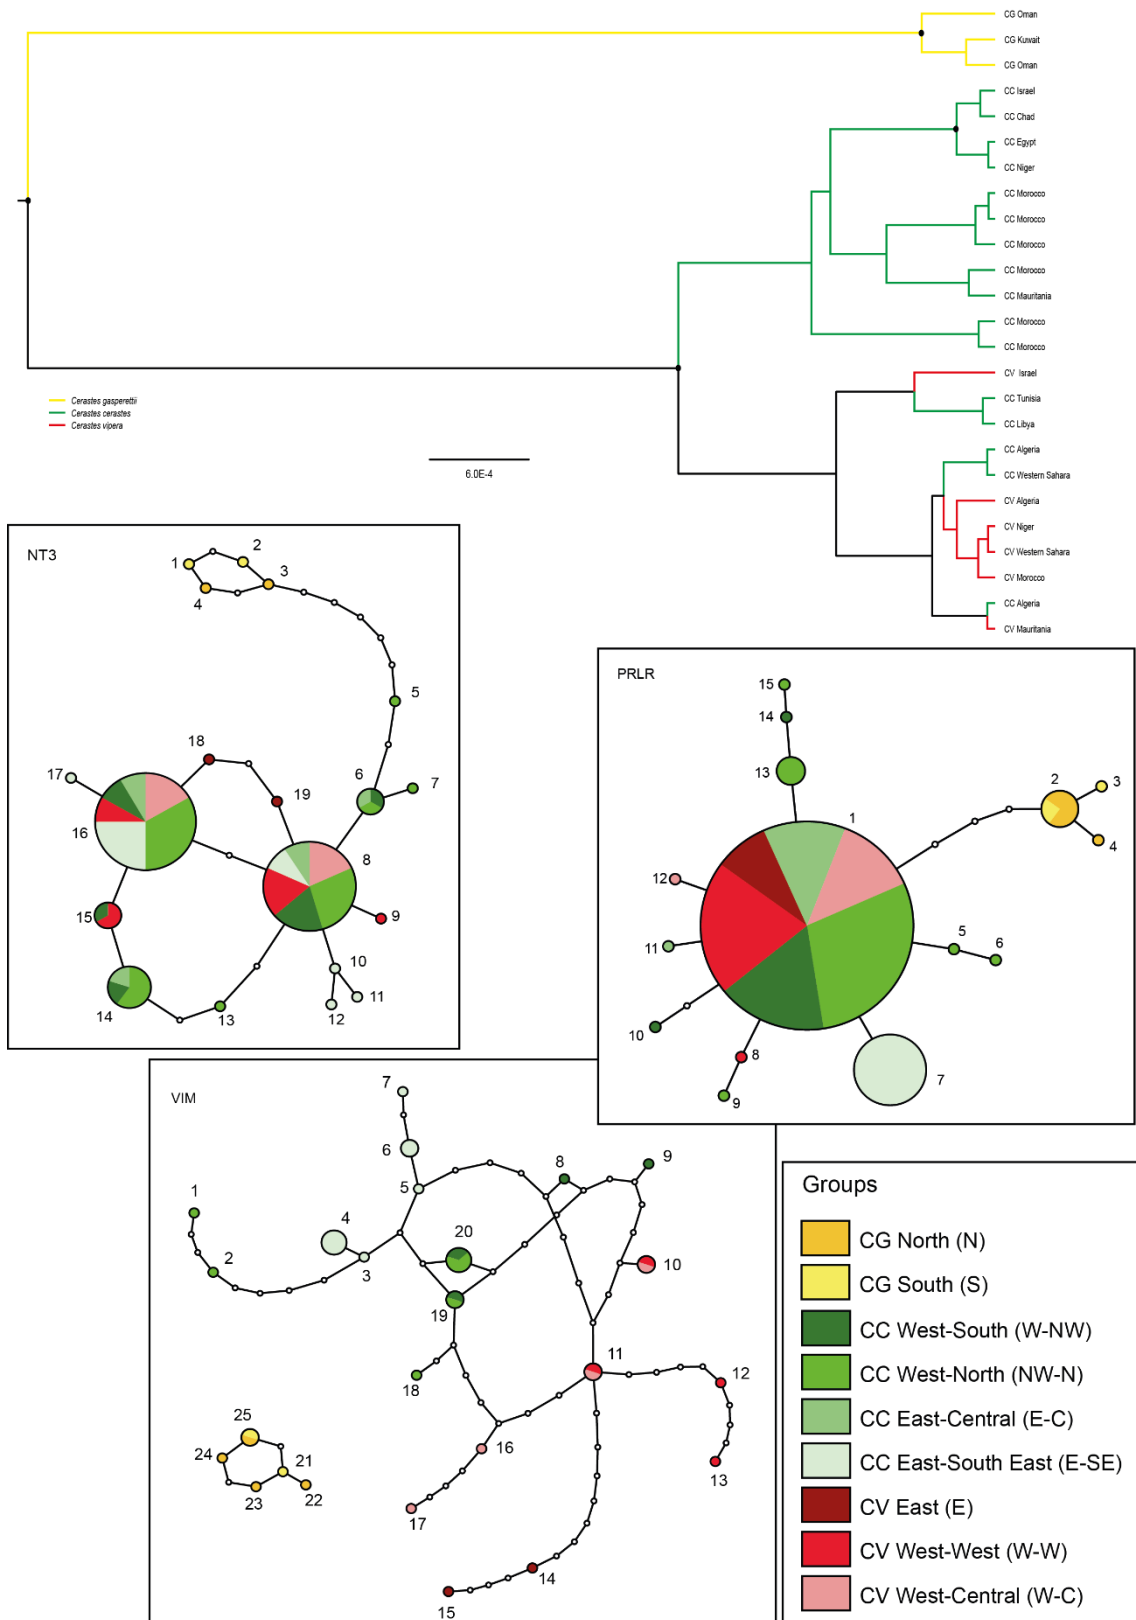 CG Oman
CG Kuwait
CG Oman
CC Israel
CC Chad
CC Egypt
CC Niger
CC Morocco
CC Morocco
CC Morocco
CC Morocco
CC Mauritania
CC Morocco
CC Morocco
CV Israel
CC Tunisia
CC Libya
CC Algeria
CC Western Sahara
CV Algeria
CV Niger
CV Western Sahara
CV Morocco
CC Algeria
CV Mauritania
Cerastes gasperettii
Cerastes cerastes
Cerastes vipera
6.0E-4
NT3
1
2
3
4
5
6
7
18
19
17
16
8
9
15
10
11
12
14
13
PRLR
15
14
13
1
2
3
4
12
11
5
6
10
8
7
9
VIM
7
6
5
8
9
1
4
20
2
3
10
19
11
12
18
25
24
21
16
13
23
22
17
14
15
Groups
CG North (N)
CG South (S)
CC West-South (W-NW)
CC West-North (NW-N)
CC East-Central (E-C)
CC East-South East (E-SE)
CV East (E)
CV West-West (W-W)
CV West-Central (W-C)